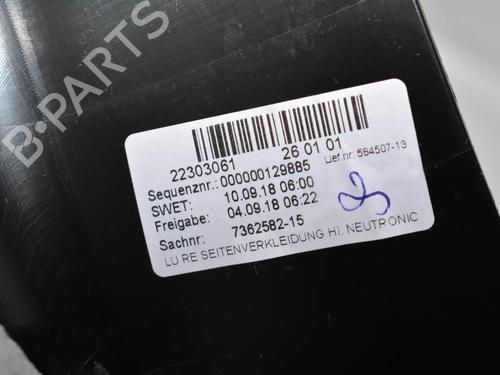 B-PARTS
22303061 26 01 01
Sequenznr.: 000000129885 Lief.nr: 584507-13
SWET: 10.09.18 06:00
Freigabe: 04.09.18 06:22
Sachnr: 7362582-15
LU RE SEITENVERKLEIDUNG HI. NEUTRONIC